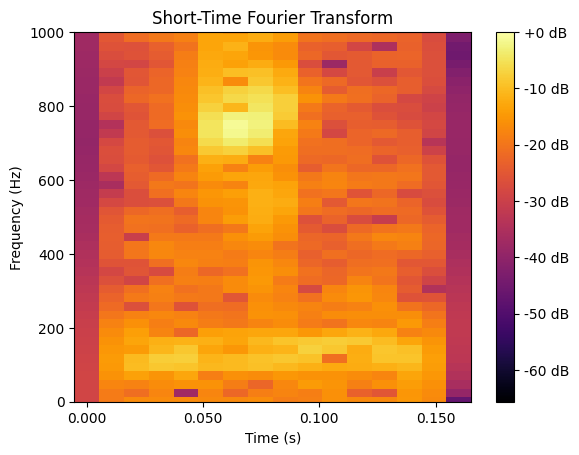 Short-Time Fourier Transform
Frequency (Hz)
1000
800
600
400
200
0
0.000
0.050
0.100
0.150
Time (s)
+0 dB
-10 dB
-20 dB
-30 dB
-40 dB
-50 dB
-60 dB